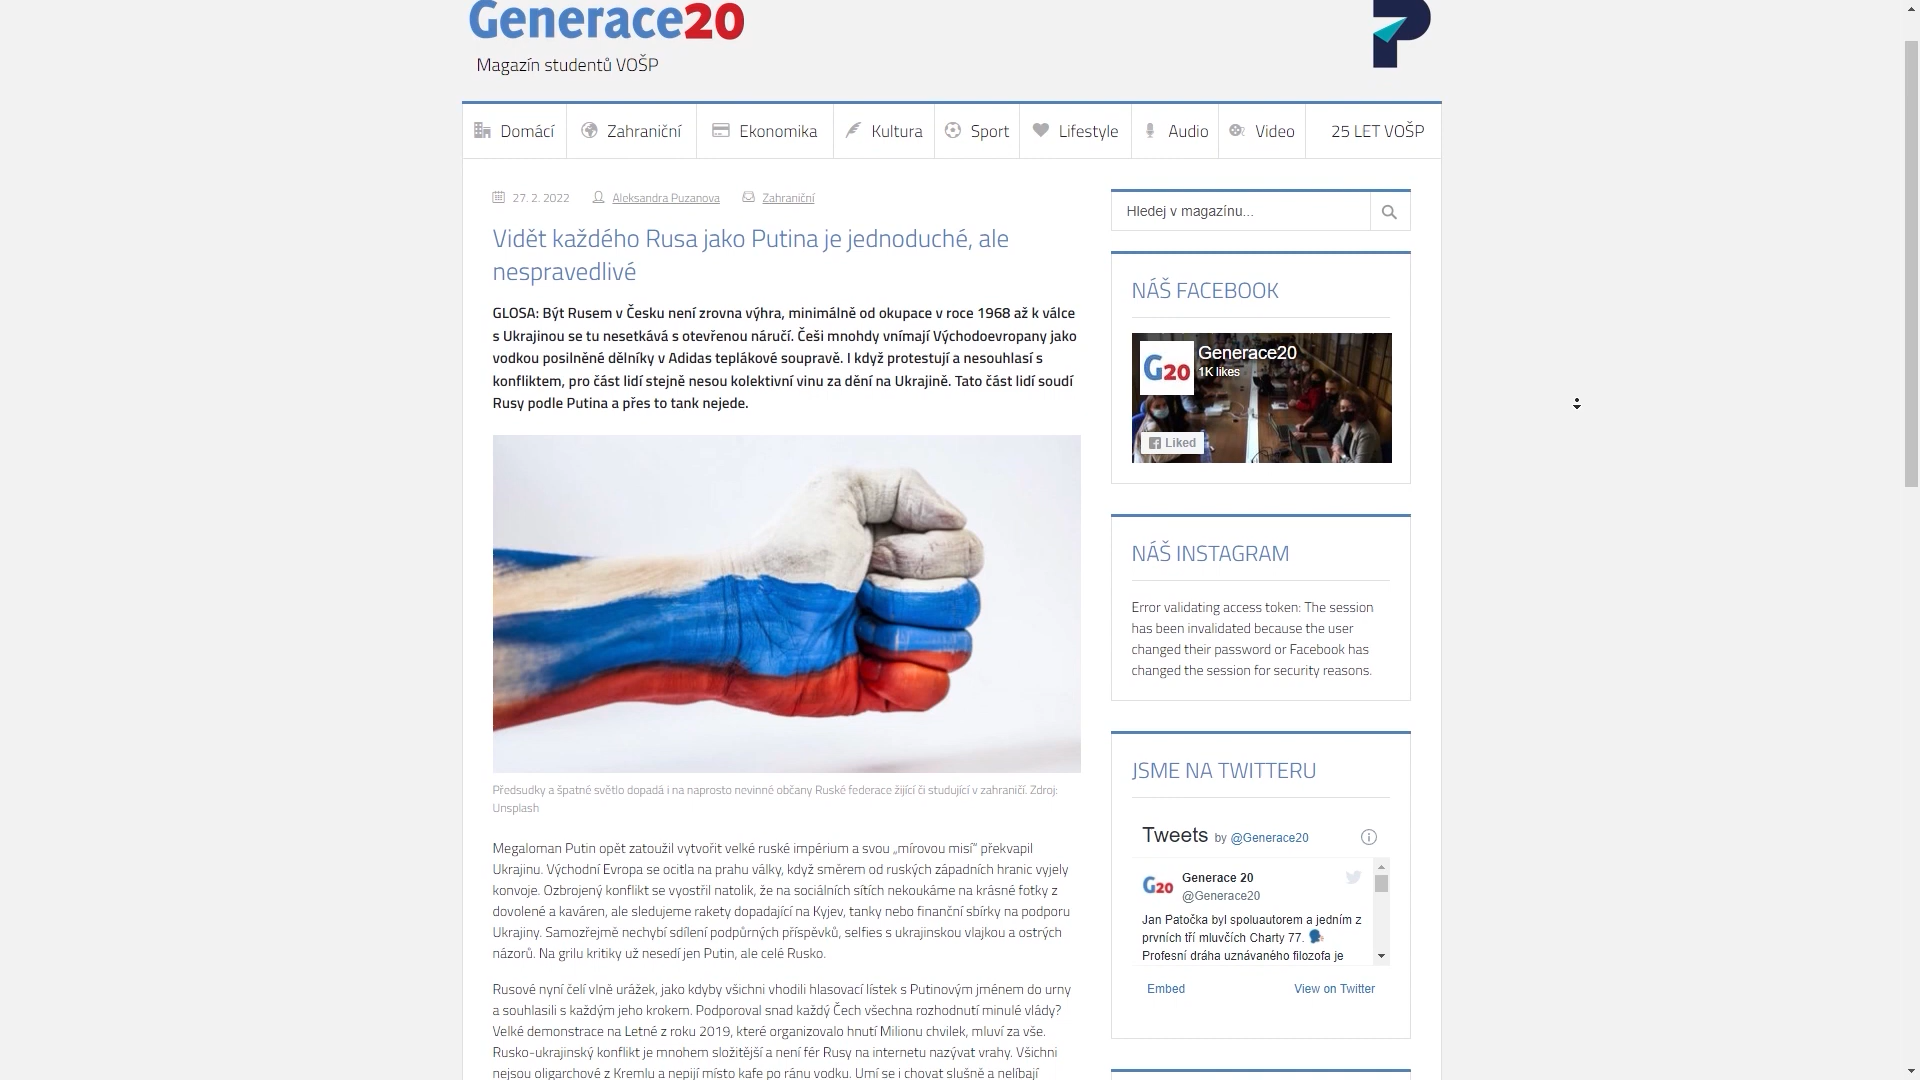 Generace20
Magazín studentů VOŠP
Domácí
Zahraniční
Ekonomika
Kultura
Sport
Lifestyle
Audio
Video
25 LET VOŠP
27. 2. 2022
Aleksandra Puzanova
Zahraniční
Vidět každého Rusa jako Putina je jednoduché, ale
nespravedlivé
GLOSA: Být Rusem v Česku není zrovna výhra, minimálně od okupace v roce 1968 až k válce
s Ukrajinou se tu nesetkává s otevřenou náručí. Češi mnohdy vnímají Východoevropany jako
vodkou posilněné dělníky v Adidas teplákové soupravě. I když protestují a nesouhlasí s
konfliktem, pro část lidí stejně nesou kolektivní vinu za dění na Ukrajině. Tato část lidí soudí
Rusy podle Putina a přes to tank nejede.
Předsudky a špatné světlo dopadá i na naprosto nevinné občany Ruské federace žijící či studující v zahraničí. Zdroj:
Unsplash
Megaloman Putin opět zatoužil vytvořit velké ruské impérium a svou „mírovou misí“ překvapil
Ukrajinu. Východní Evropa se ocitla na prahu války, když směrem od ruských západních hranic vyjely
konvoje. Ozbrojený konflikt se vyostřil natolik, že na sociálních sítích nekoukáme na krásné fotky z
dovolené a kaváren, ale sledujeme rakety dopadající na Kyjev, tanky nebo finanční sbírky na podporu
Ukrajiny. Samozřejmě nechybí sdílení podpůrných příspěvků, selfies s ukrajinskou vlajkou a ostrých
názorů. Na grilu kritiky už nesedí jen Putin, ale celé Rusko.
Rusové nyní čelí vlně urážek, jako kdyby všichni vhodili hlasovací lístek s Putinovým jménem do urny
a souhlasili s každým jeho krokem. Podporoval snad každý Čech všechna rozhodnutí minulé vlády?
Velké demonstrace na Letné z roku 2019, které organizovalo hnutí Milionu chvilek, mluví za vše.
Rusko-ukrajinský konflikt je mnohem složitější a není fér Rusy na internetu nazývat vrahy. Všichni
nejsou oligarchové z Kremlu a nepijí místo kafe po ránu vodku. Umí se i chovat slušně a nelíbají
Hledej v magazínu...
NÁŠ FACEBOOK
G20
Generace20
1K likes
Liked
NÁŠ INSTAGRAM
Error validating access token: The session
has been invalidated because the user
changed their password or Facebook has
changed the session for security reasons.
JSME NA TWITTERU
Tweets by @Generace20
G20
Generace 20
@Generace20
Jan Patočka byl spoluautorem a jedním z
prvních tří mluvčích Charty 77.
Profesní dráha uznávaného filozofa je
Embed
View on Twitter